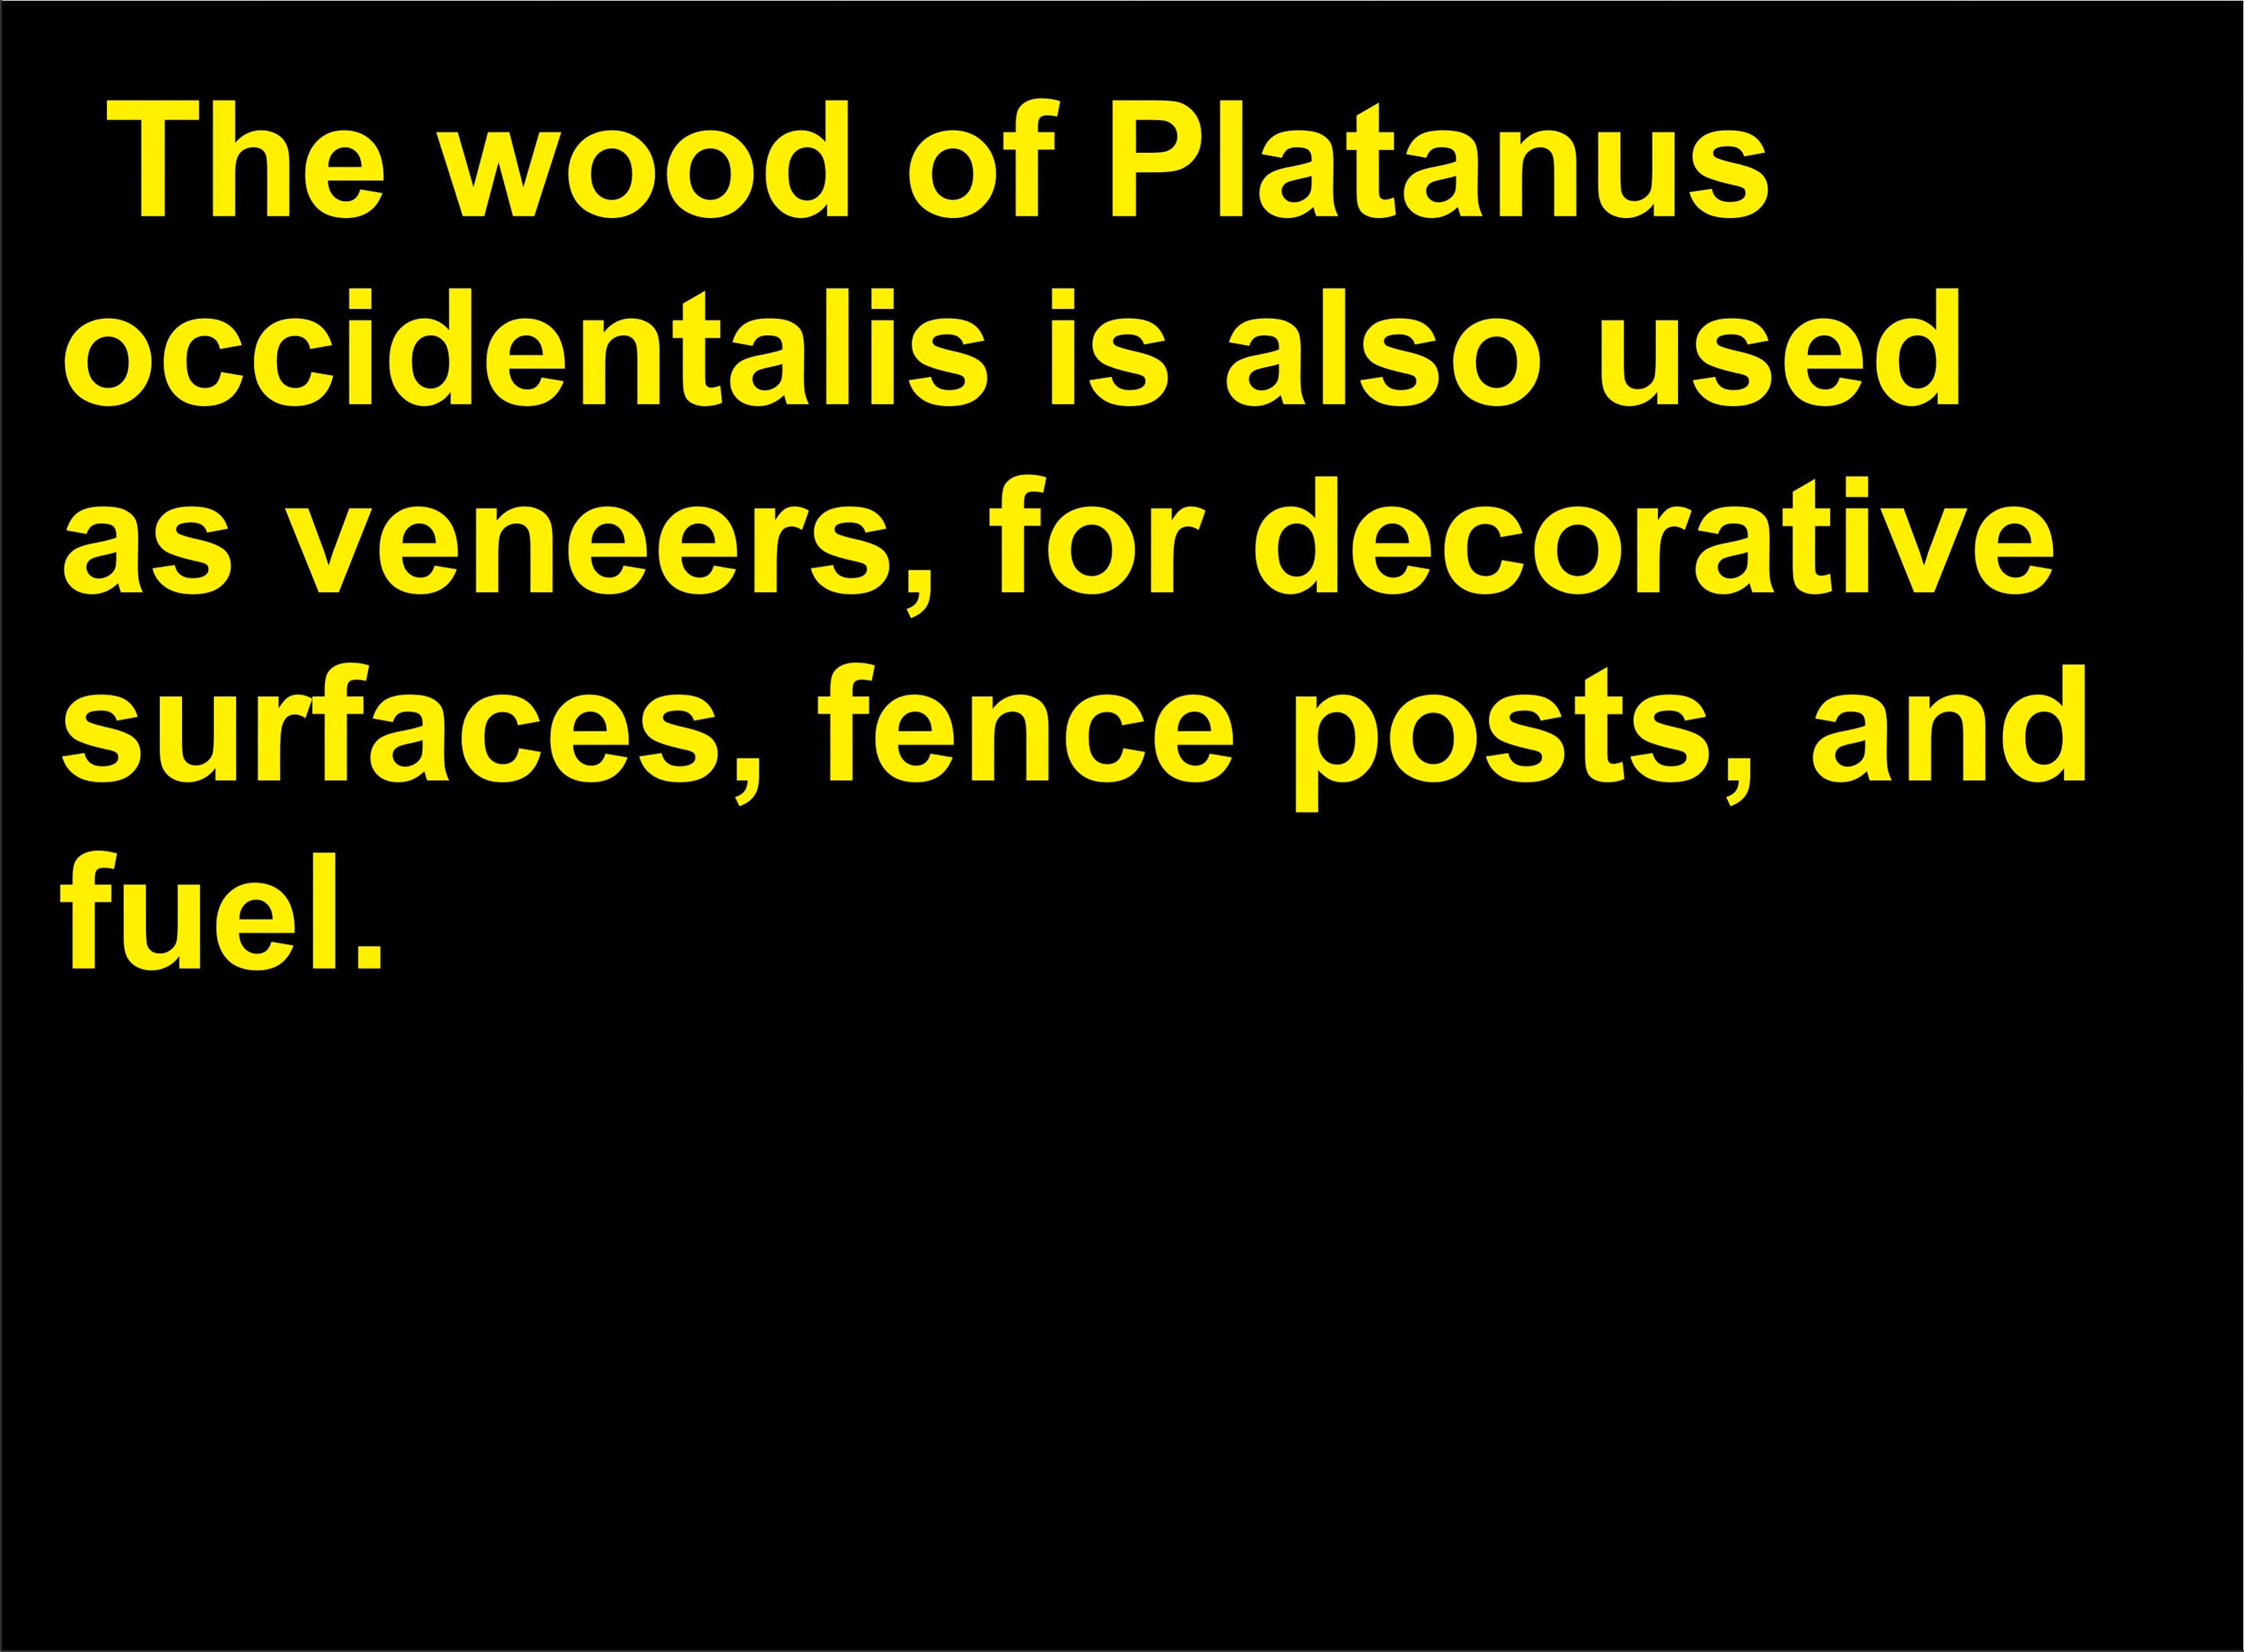 The wood of Platanus
occidentalis is also used
as veneers, for decorative
surfaces, fence posts, and
fuel.